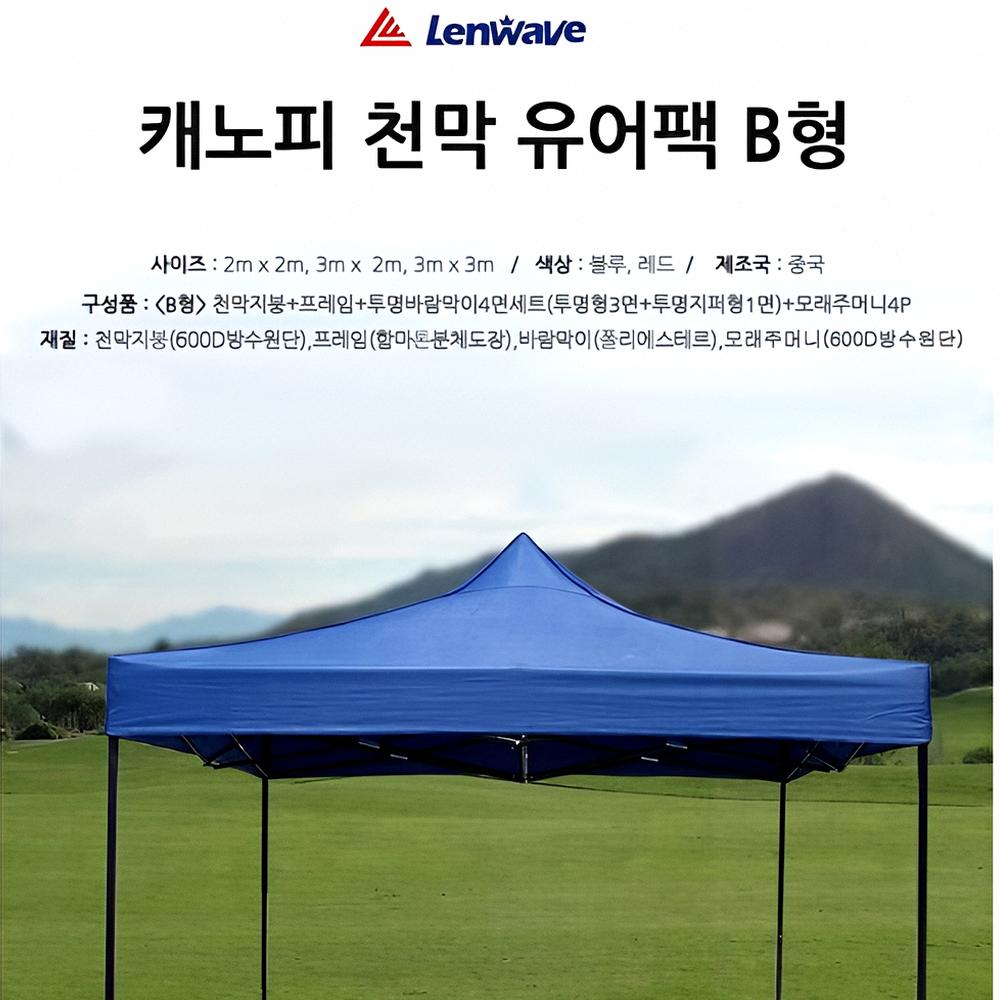 Lenwave
캐노피 천막 유어팩 B형
사이즈 : 2m x 2m, 3m x 2m, 3m x 3m / 색상 : 블루, 레드 / 제조국 : 중국
구성품 : <B형> 천막지붕+프레임+투명바람막이4면세트(투명형3면+투명지퍼형1면)+모래주머니4P
재질 : 천막지붕(600D방수원단),프레임(함마톤분체도장),바람막이(폴리에스테르),모래주머니(600D방수원단)